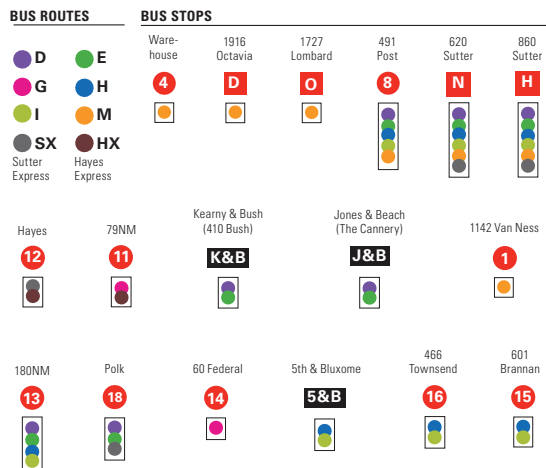 BUS ROUTES
D E
G H
I M
SX HX
Sutter Express
Hayes Express
BUS STOPS
Ware-
house
4
1916
Octavia
D
1727
Lombard
O
491
Post
8
620
Sutter
N
860
Sutter
H
Hayes
12
79NM
11
Kearny & Bush
(410 Bush)
K&B
Jones & Beach
(The Cannery)
J&B
1142 Van Ness
1
180NM
13
Polk
18
60 Federal
14
5th & Bluxome
5&B
466
Townsend
16
601
Brannan
15